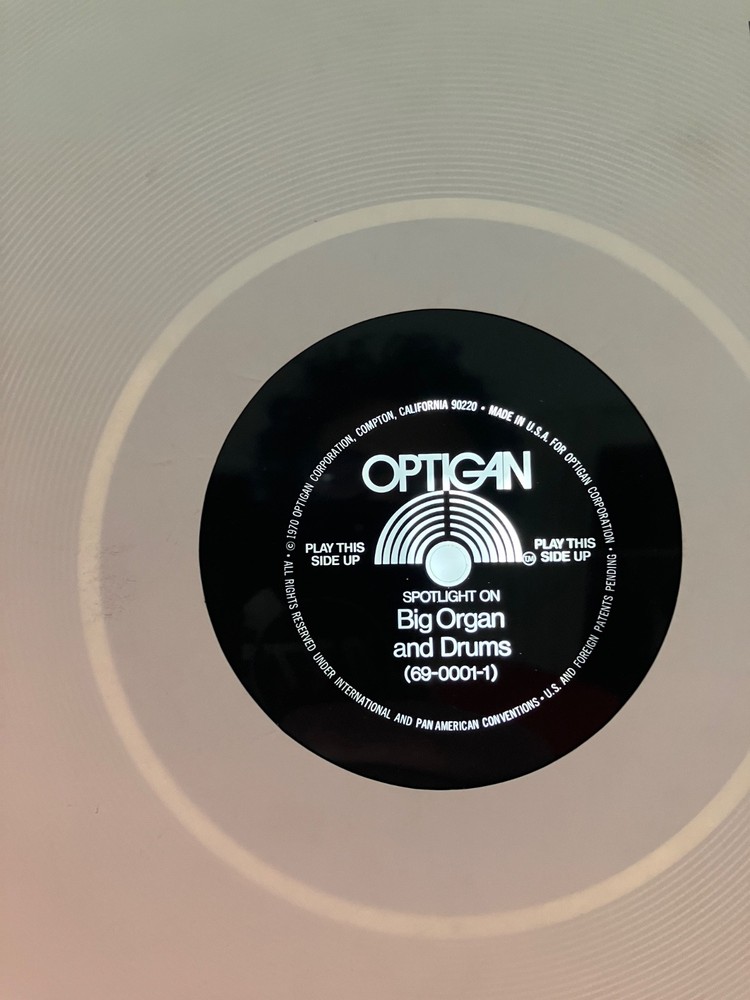 © 1970 OPTIGAN CORPORATION, COMPTON, CALIFORNIA 90220 • MADE IN U.S.A. FOR OPTIGAN CORPORATION •
OPTIGAN
PLAY THIS
SIDE UP
PLAY THIS
SIDE UP
SPOTLIGHT ON
Big Organ
and Drums
(69-0001-1)
• ALL RIGHTS RESERVED UNDER INTERNATIONAL AND PAN AMERICAN CONVENTIONS • U.S. AND FOREIGN PATENTS PENDING •